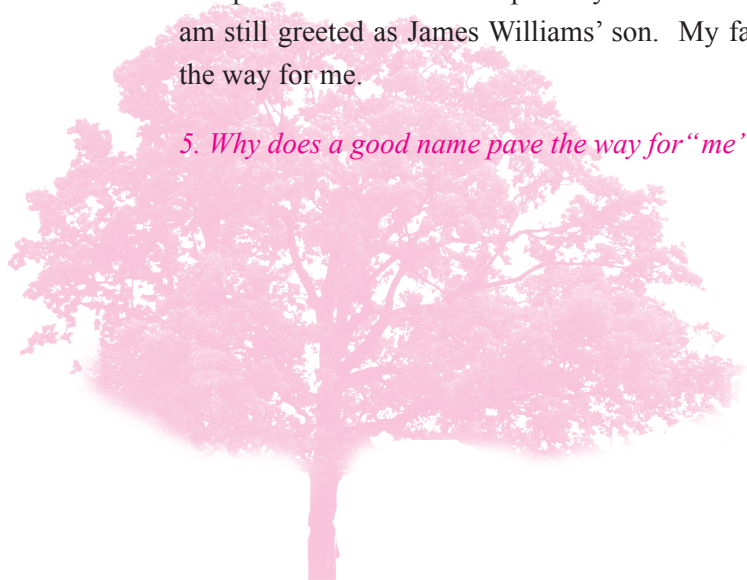 am still greeted as James Williams’ son. My fa
the way for me.
5. Why does a good name pave the way for “me”